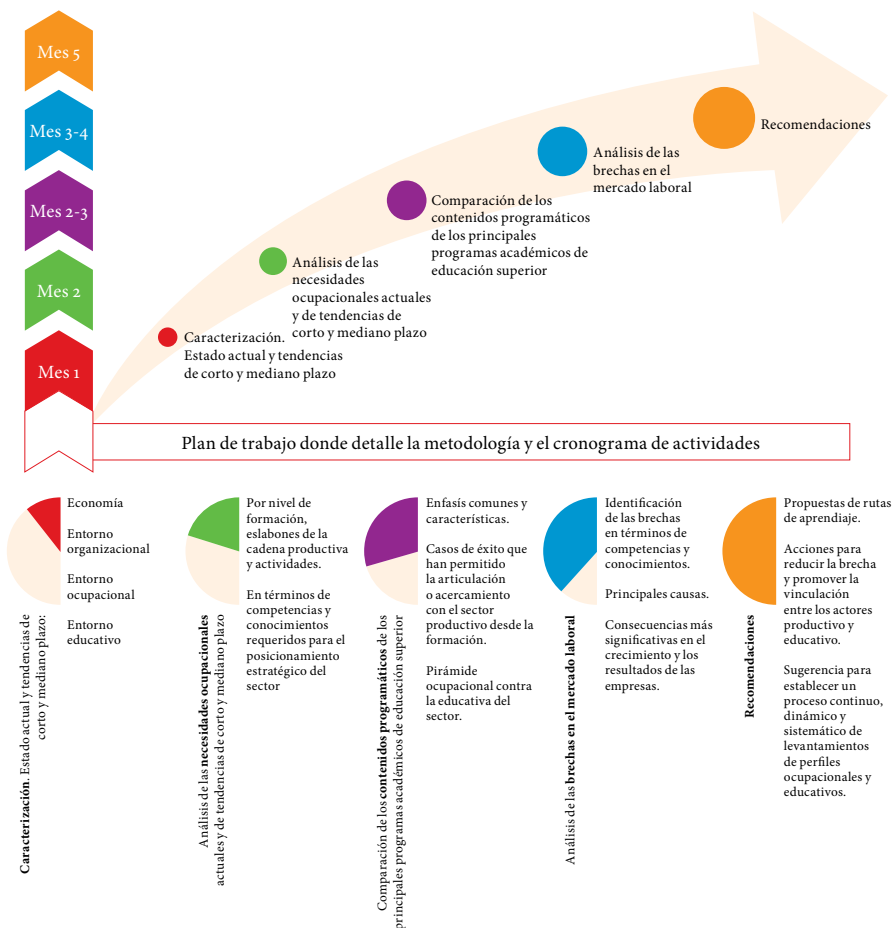 Mes 5
Mes 3-4
Mes 2-3
Mes 2
Mes 1
Recomendaciones
Análisis de las
brechas en el
mercado laboral
Comparación de los
contenidos programáticos
de los principales
programas académicos de
educación superior
Análisis de las
necesidades
ocupacionales actuales
y de tendencias de
corto y mediano plazo
Caracterización.
Estado actual y tendencias
de corto y mediano plazo
Plan de trabajo donde detalle la metodología y el cronograma de actividades
Caracterización. Estado actual y tendencias de
corto y mediano plazo:
Economía
Entorno
organizacional
Entorno
ocupacional
Entorno
educativo
Análisis de las necesidades ocupacionales
actuales y de tendencias de corto y mediano plazo
Por nivel de
formación,
eslabones de la
cadena productiva
y actividades.
En términos de
competencias y
conocimientos
requeridos para el
posicionamiento
estratégico del
sector
Comparación de los contenidos programáticos de los
principales programas académicos de educación superior
Enfasís comunes y
características.
Casos de éxito que
han permitido
la articulación
o acercamiento
con el sector
productivo desde la
formación.
Pirámide
ocupacional contra
la educativa del
sector.
Análisis de las brechas en el mercado laboral
Identificación
de las brechas
en términos de
competencias y
conocimientos.
Principales causas.
Consecuencias más
significativas en el
crecimiento y los
resultados de las
empresas.
Recomendaciones
Propuestas de rutas
de aprendiaje.
Acciones para
reducir la brecha
y promover la
vinculación
entre los actores
productivo y
educativo.
Sugerencia para
establecer un
proceso continuo,
dinámico y
sistemático de
levantamientos
de perfiles
ocupacionales y
educativos.